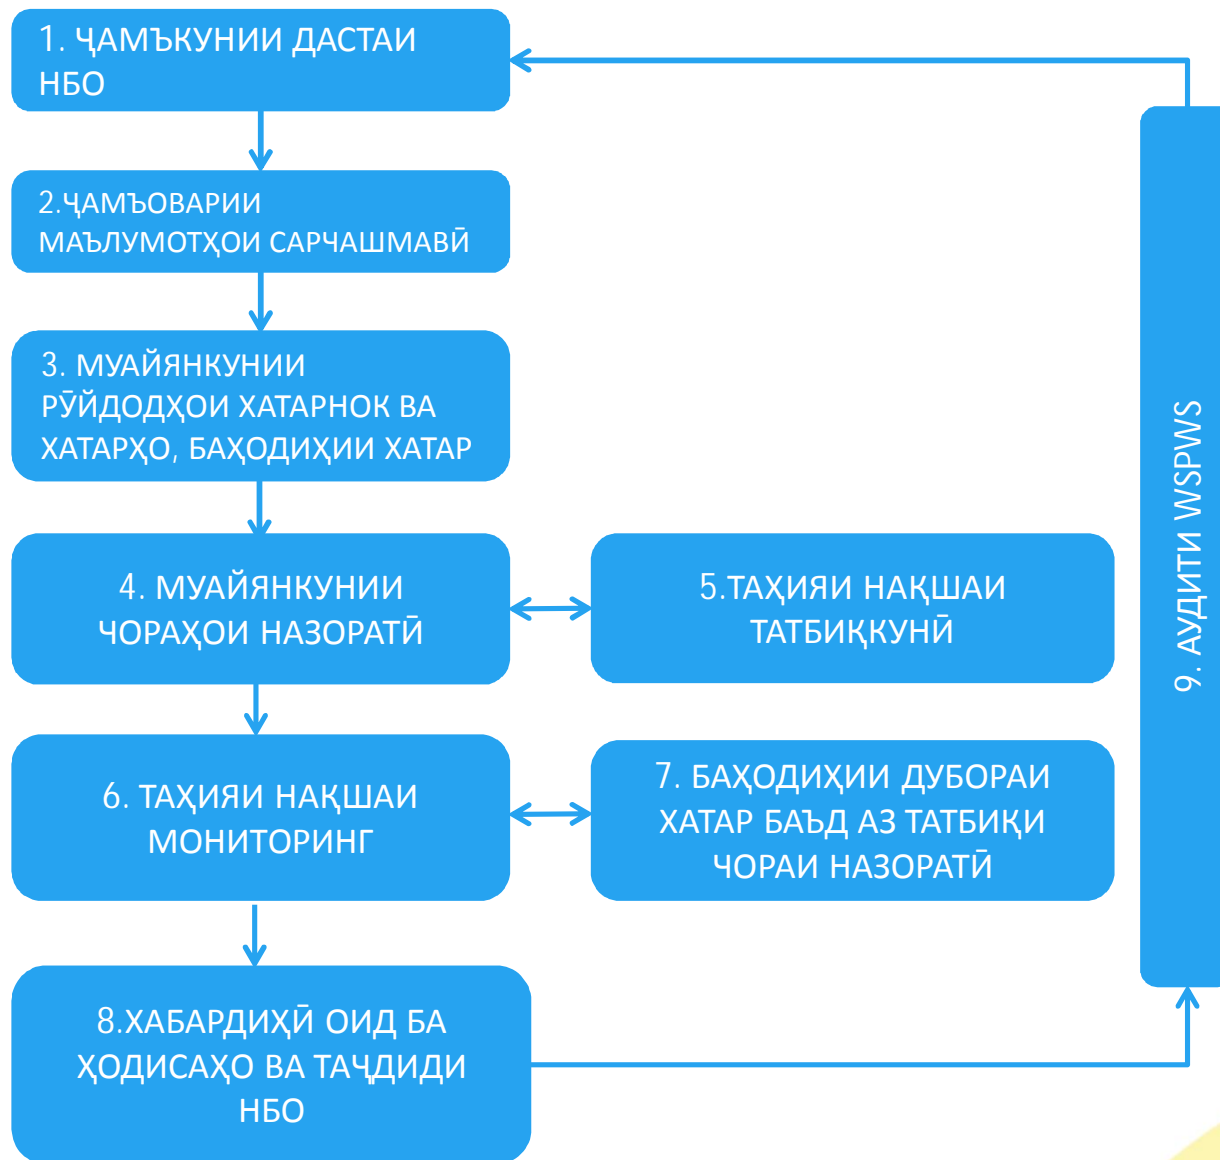 1. ҶАМЪКУНИИ ДАСТАИ
НБО
2.ҶАМЪОВАРИИ
МАЪЛУМОТҲОИ САРЧАШМАВӢ
3. МУАЙЯНКУНИИ
РӮЙДОДҲОИ ХАТАРНОК ВА
ХАТАРҲО, БАҲОДИҲИИ ХАТАР
4. МУАЙЯНКУНИИ
ЧОРАҲОИ НАЗОРАТӢ
5.ТАҲИЯИ НАҚШАИ
ТАТБИҚКУНӢ
6. ТАҲИЯИ НАҚШАИ
МОНИТОРИНГ
7. БАҲОДИҲИИ ДУБОРАИ
ХАТАР БАЪД АЗ ТАТБИҚИ
ЧОРАИ НАЗОРАТӢ
8.ХАБАРДИҲӢ ОИД БА
ҲОДИСАҲО ВА ТАҶДИДИ
НБО
9. АУДИТИ WSPWS